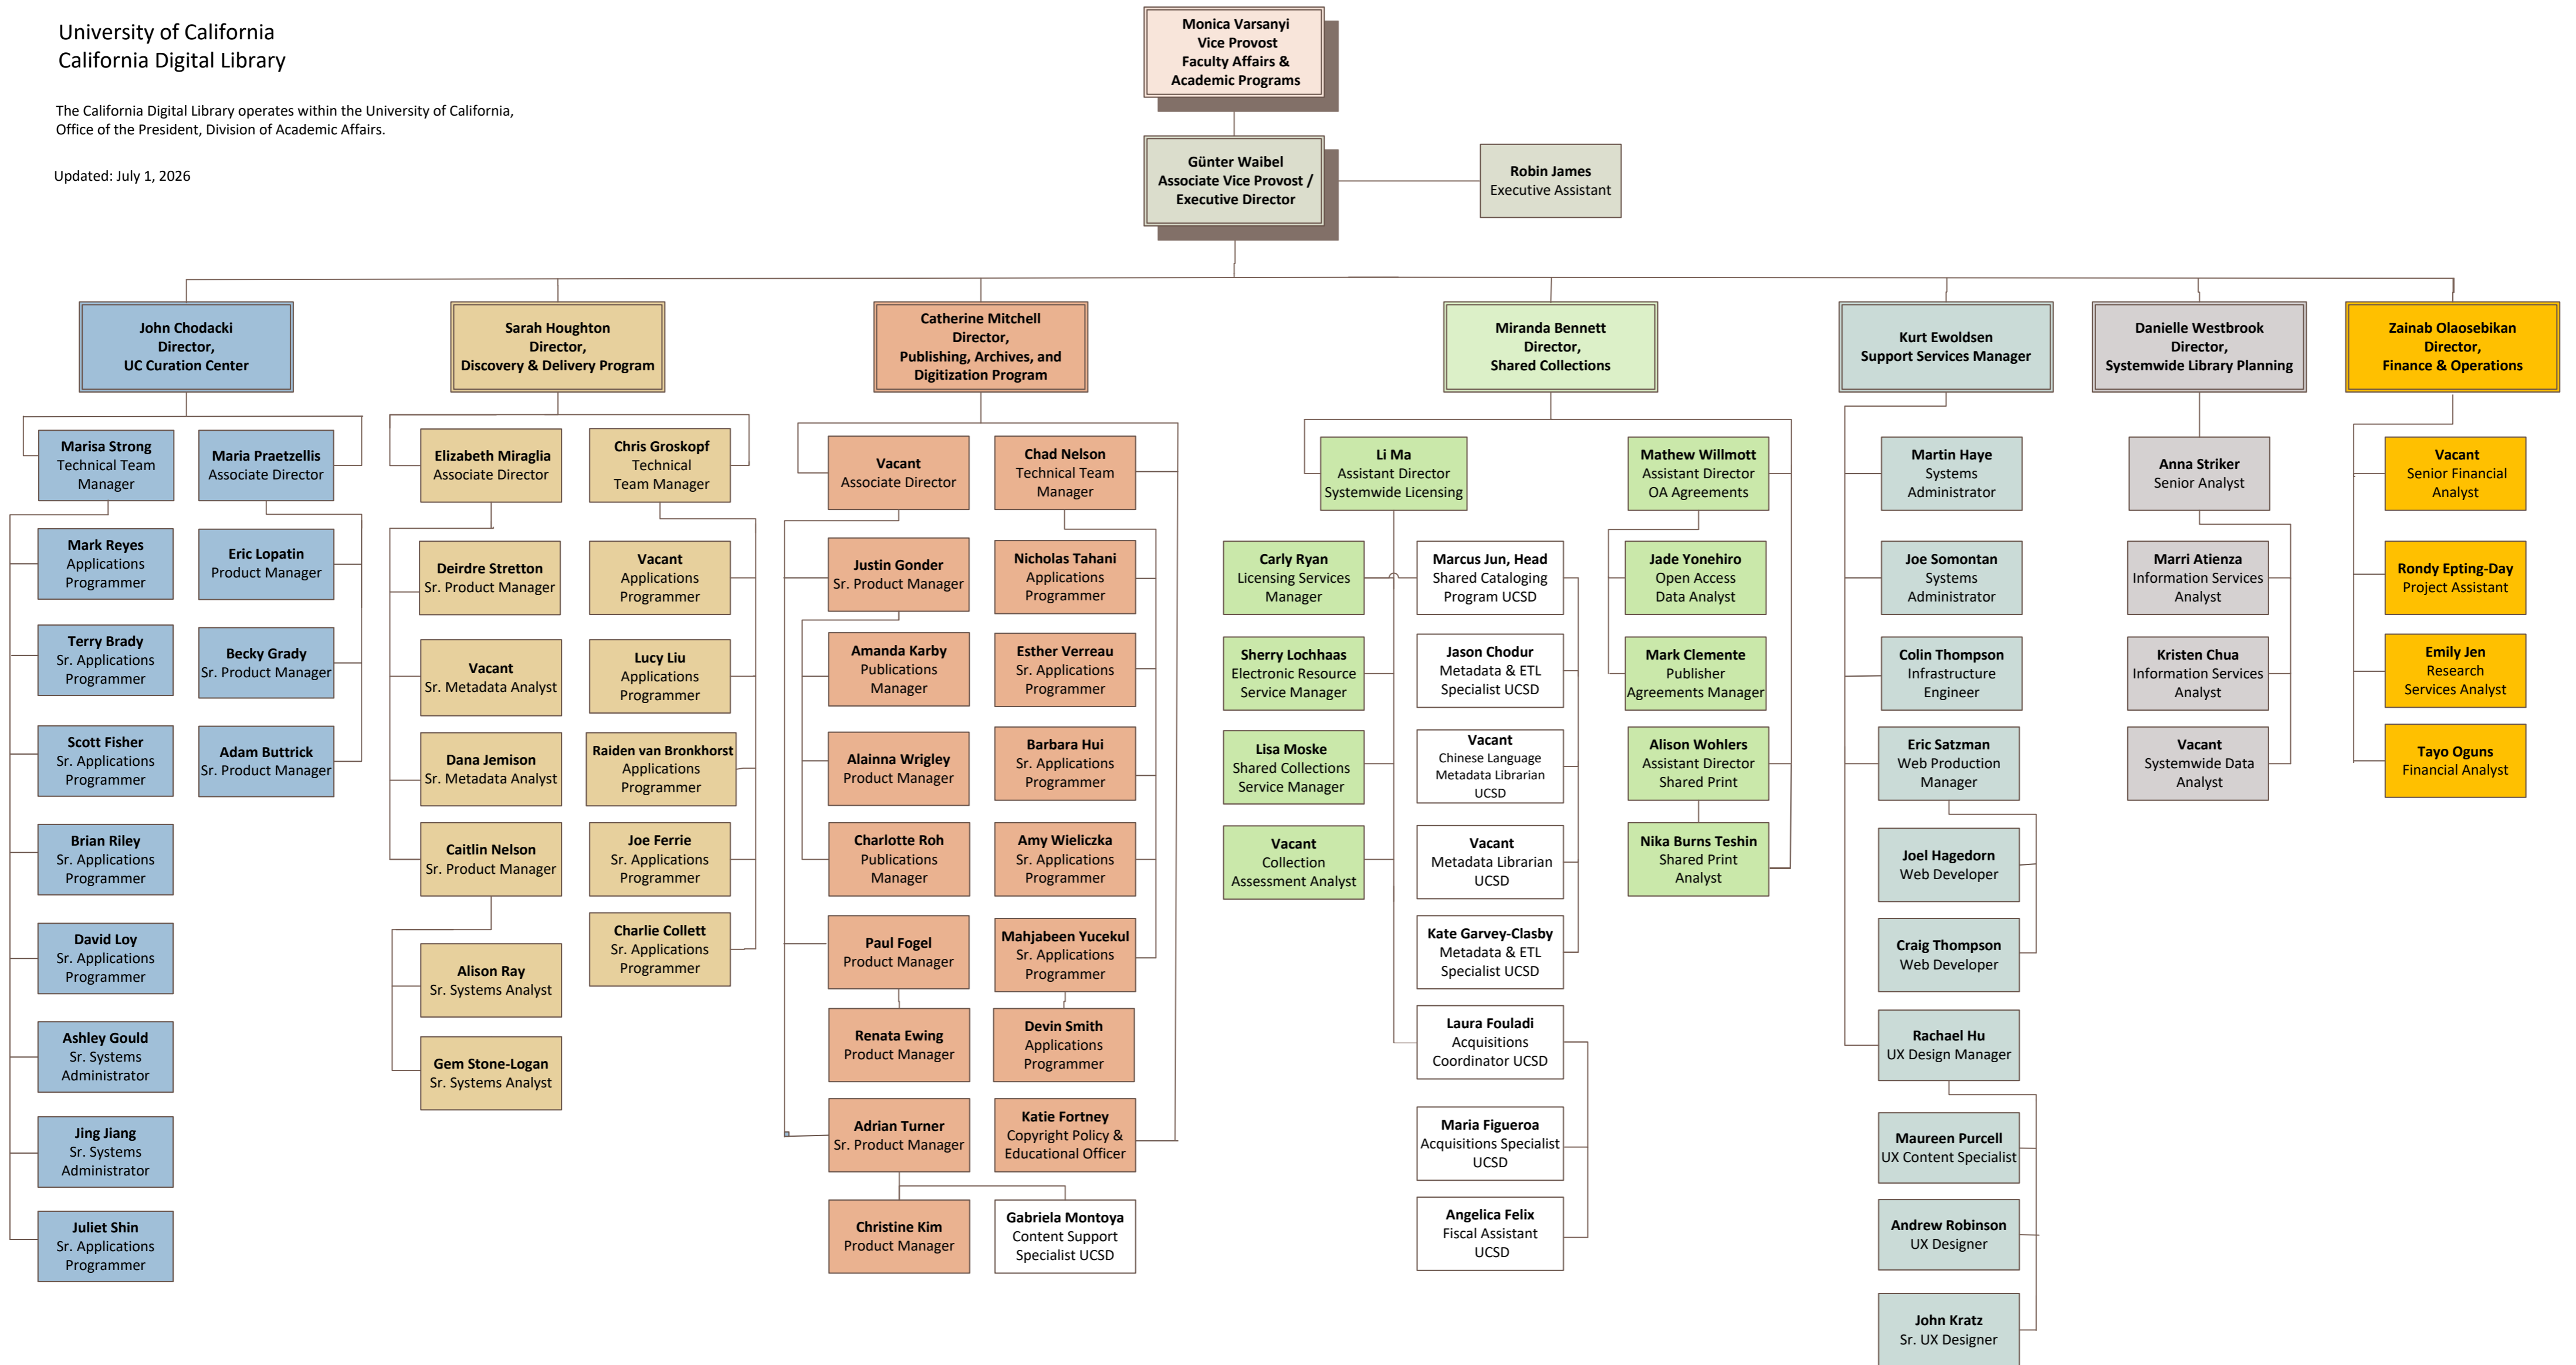 University of California
California Digital Library
The California Digital Library operates within the University of California,
Office of the President, Division of Academic Affairs.
Updated: July 1, 2026
Monica Varsanyi
Vice Provost
Faculty Affairs &
Academic Programs
Günter Waibel
Associate Vice Provost /
Executive Director
Robin James
Executive Assistant
John Chodacki
Director,
UC Curation Center
Sarah Houghton
Director,
Discovery & Delivery Program
Catherine Mitchell
Director,
Publishing, Archives, and
Digitization Program
Miranda Bennett
Director,
Shared Collections
Kurt Ewoldsen
Support Services Manager
Danielle Westbrook
Director,
Systemwide Library Planning
Zainab Olaosebikan
Director,
Finance & Operations
Marisa Strong
Technical Team
Manager
Mark Reyes
Applications
Programmer
Terry Brady
Sr. Applications
Programmer
Scott Fisher
Sr. Applications
Programmer
Brian Riley
Sr. Applications
Programmer
David Loy
Sr. Applications
Programmer
Ashley Gould
Sr. Systems
Administrator
Jing Jiang
Sr. Systems
Administrator
Juliet Shin
Sr. Applications
Programmer
Maria Praetzellis
Associate Director
Eric Lopatin
Product Manager
Becky Grady
Sr. Product Manager
Adam Buttrick
Sr. Product Manager
Elizabeth Miraglia
Associate Director
Deirdre Stretton
Sr. Product Manager
Vacant
Sr. Metadata Analyst
Dana Jemison
Sr. Metadata Analyst
Caitlin Nelson
Sr. Product Manager
Alison Ray
Sr. Systems Analyst
Gem Stone-Logan
Sr. Systems Analyst
Chris Groskopf
Technical
Team Manager
Vacant
Applications
Programmer
Lucy Liu
Applications
Programmer
Raiden van Bronkhorst
Applications
Programmer
Joe Ferrie
Sr. Applications
Programmer
Charlie Collett
Sr. Applications
Programmer
Vacant
Associate Director
Justin Gonder
Sr. Product Manager
Amanda Karby
Publications
Manager
Alainna Wrigley
Product Manager
Charlotte Roh
Publications
Manager
Paul Fogel
Product Manager
Renata Ewing
Product Manager
Adrian Turner
Sr. Product Manager
Christine Kim
Product Manager
Chad Nelson
Technical Team
Manager
Nicholas Tahani
Applications
Programmer
Esther Verreau
Sr. Applications
Programmer
Barbara Hui
Sr. Applications
Programmer
Amy Wieliczka
Sr. Applications
Programmer
Mahjabeen Yucekul
Sr. Applications
Programmer
Devin Smith
Applications
Programmer
Katie Fortney
Copyright Policy &
Educational Officer
Gabriela Montoya
Content Support
Specialist UCSD
Li Ma
Assistant Director
Systemwide Licensing
Carly Ryan
Licensing Services
Manager
Sherry Lochhaas
Electronic Resource
Service Manager
Lisa Moske
Shared Collections
Service Manager
Vacant
Collection
Assessment Analyst
Marcus Jun, Head
Shared Cataloging
Program UCSD
Jason Chodur
Metadata & ETL
Specialist UCSD
Vacant
Chinese Language
Metadata Librarian
UCSD
Vacant
Metadata Librarian
UCSD
Kate Garvey-Clasby
Metadata & ETL
Specialist UCSD
Laura Fouladi
Acquisitions
Coordinator UCSD
Maria Figueroa
Acquisitions Specialist
UCSD
Angelica Felix
Fiscal Assistant
UCSD
Mathew Willmott
Assistant Director
OA Agreements
Jade Yonehiro
Open Access
Data Analyst
Mark Clemente
Publisher
Agreements Manager
Alison Wohlers
Assistant Director
Shared Print
Nika Burns Teshin
Shared Print
Analyst
Martin Haye
Systems
Administrator
Joe Somontan
Systems
Administrator
Colin Thompson
Infrastructure
Engineer
Eric Satzman
Web Production
Manager
Joel Hagedorn
Web Developer
Craig Thompson
Web Developer
Rachael Hu
UX Design Manager
Maureen Purcell
UX Content Specialist
Andrew Robinson
UX Designer
John Kratz
Sr. UX Designer
Anna Striker
Senior Analyst
Marri Atienza
Information Services
Analyst
Kristen Chua
Information Services
Analyst
Vacant
Systemwide Data
Analyst
Vacant
Senior Financial
Analyst
Rondy Epting-Day
Project Assistant
Emily Jen
Research
Services Analyst
Tayo Oguns
Financial Analyst